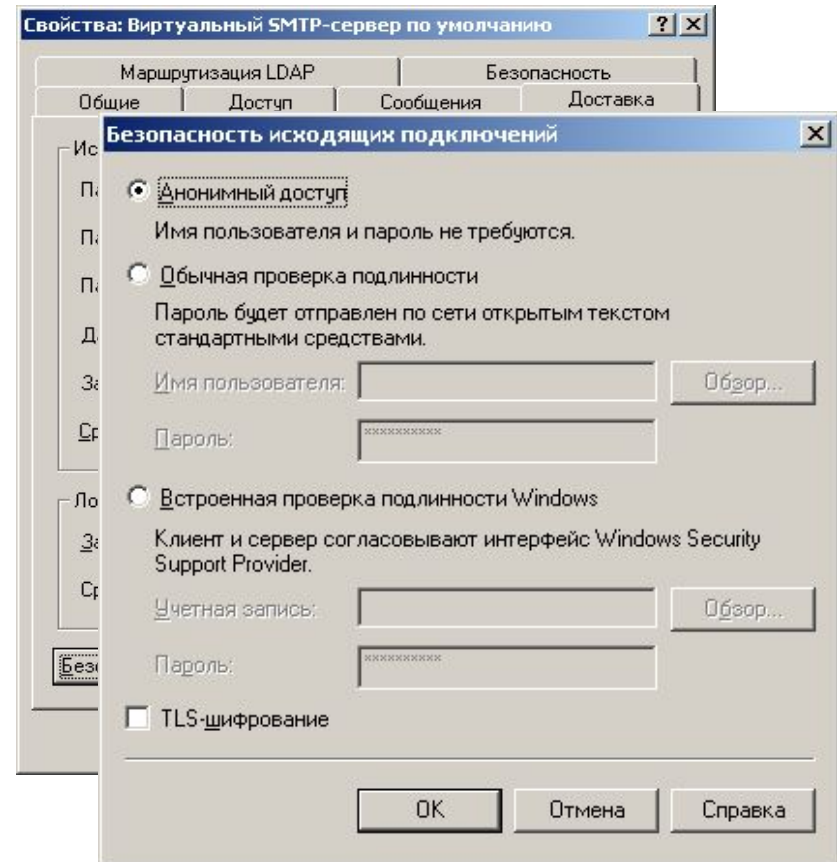 Свойства: Виртуальный SMTP-сервер по умолчанию
Маршрутизация LDAP Безопасность
Общие Доступ Сообщения Доставка
Безопасность исходящих подключений
Анонимный доступ
Имя пользователя и пароль не требуются.
Обычная проверка подлинности
Пароль будет отправлен по сети открытым текстом
стандартными средствами.
Имя пользователя: Обзор...
Пароль: **********
Встроенная проверка подлинности Windows
Клиент и сервер согласовывают интерфейс Windows Security
Support Provider.
Учетная запись: Обзор...
Пароль: **********
TLS-шифрование
OK Отмена Справка